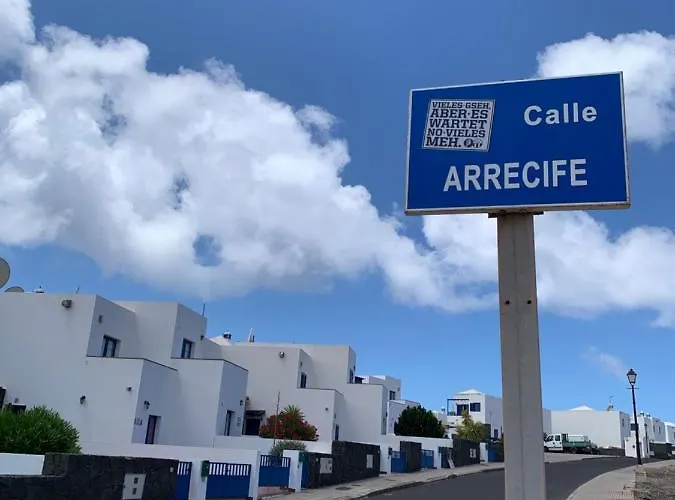 VIELES GSEH.
ABER·ES
WARTET
NO·VIELES
MEH.
Calle
ARRECIFE